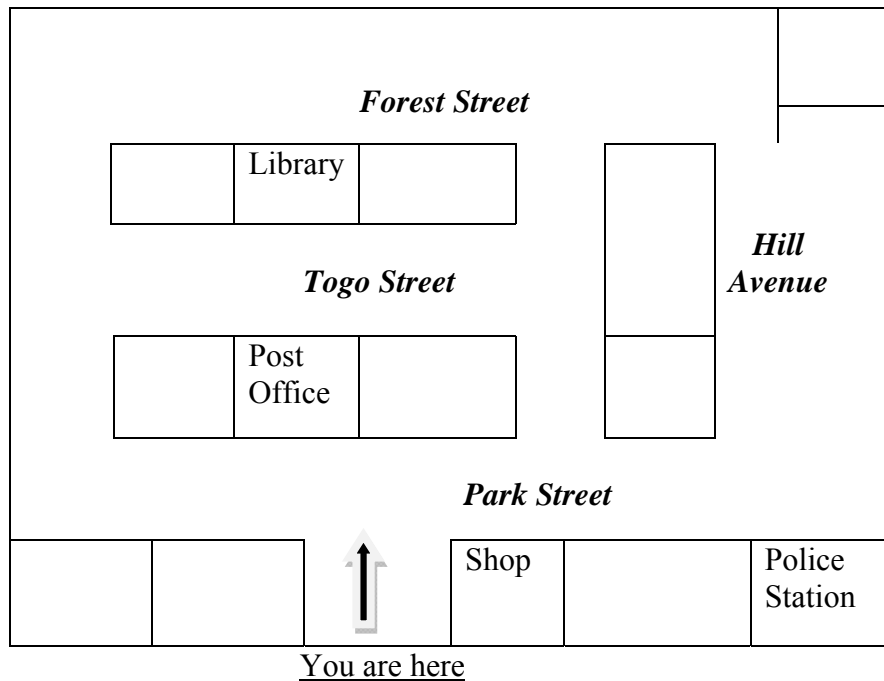 Forest Street
Library
Hill
Avenue
Togo Street
Post
Office
Park Street
Shop
Police
Station
You are here